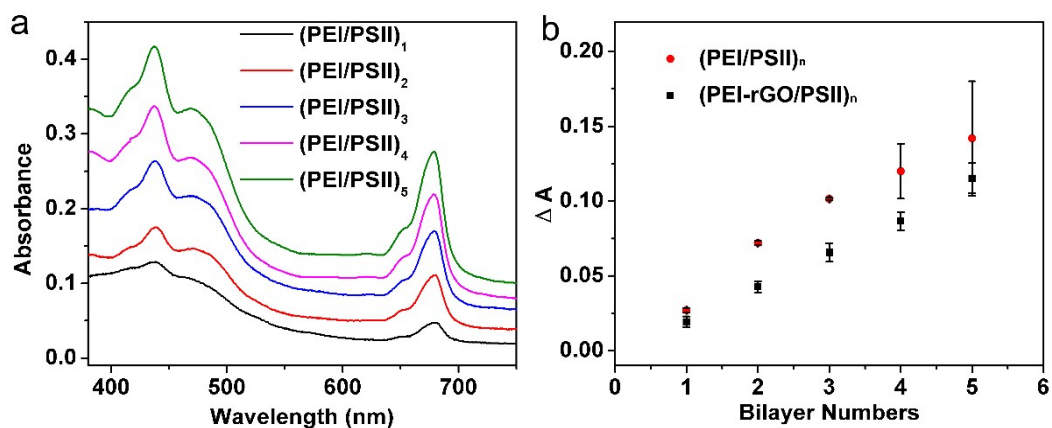 a
(PEI/PSII)₁
(PEI/PSII)₂
(PEI/PSII)₃
(PEI/PSII)₄
(PEI/PSII)₅
0.4
0.3
0.2
0.1
0.0
Absorbance
400 500 600 700
Wavelength (nm)
b
(PEI/PSII)ₙ
(PEI-rGO/PSII)ₙ
0.20
0.15
0.10
0.05
0.00
Δ A
0 1 2 3 4 5 6
Bilayer Numbers